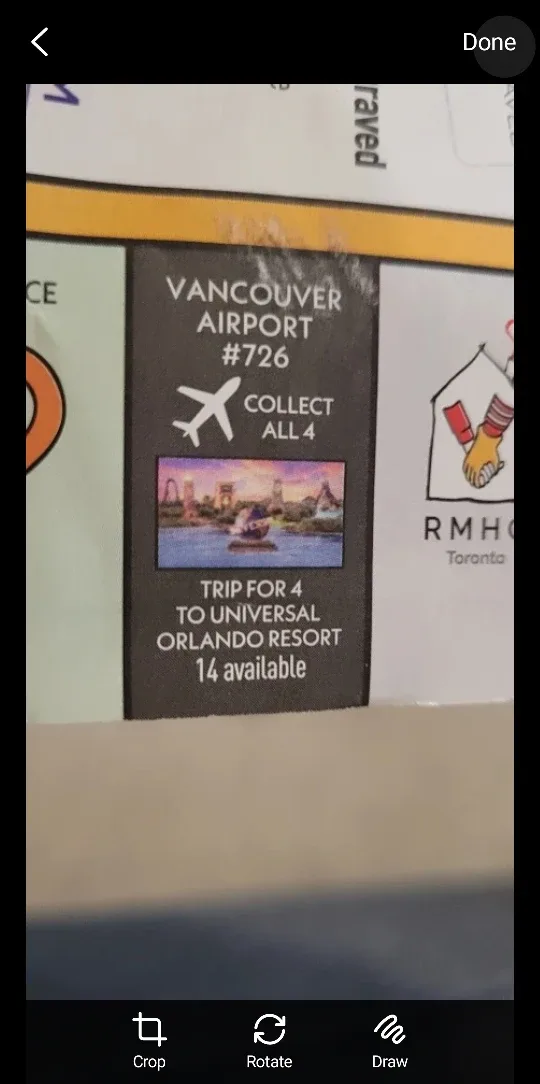 Done
raved
CE
VANCOUVER
AIRPORT
#726
COLLECT
ALL 4
TRIP FOR 4
TO UNIVERSAL
ORLANDO RESORT
14 available
RMHC
Toronto
Crop
Rotate
Draw